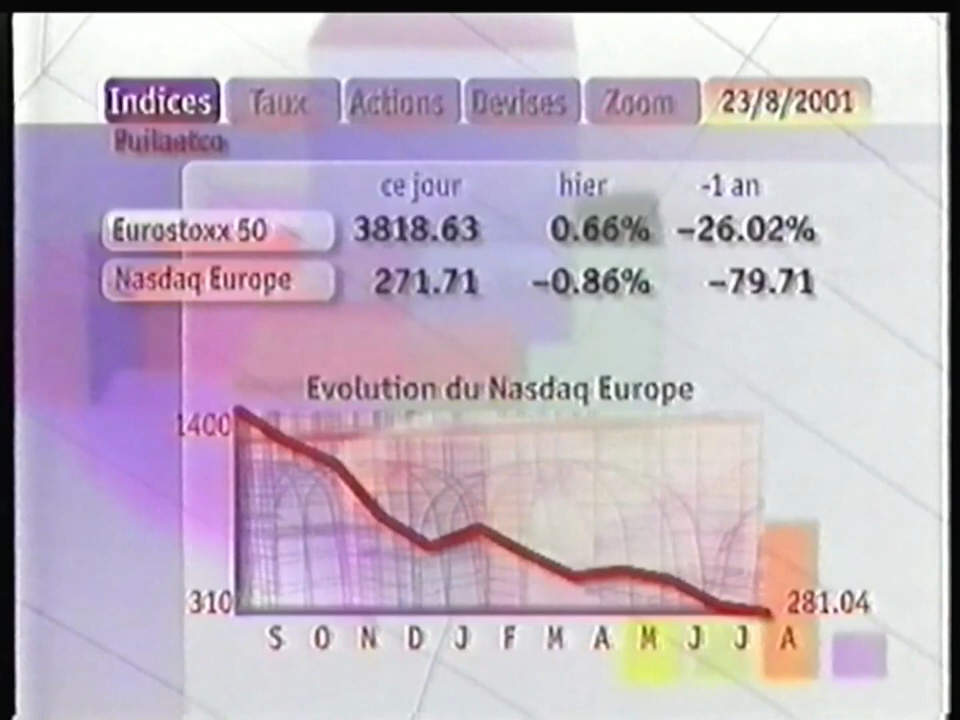 Indices Taux Actions Devises Zoom 23/8/2001
Puilaetco
ce jour hier -1 an
Eurostoxx 50 3818.63 0.66% -26.02%
Nasdaq Europe 271.71 -0.86% -79.71
Evolution du Nasdaq Europe
1400
310 281.04
S O N D J F M A M J J A